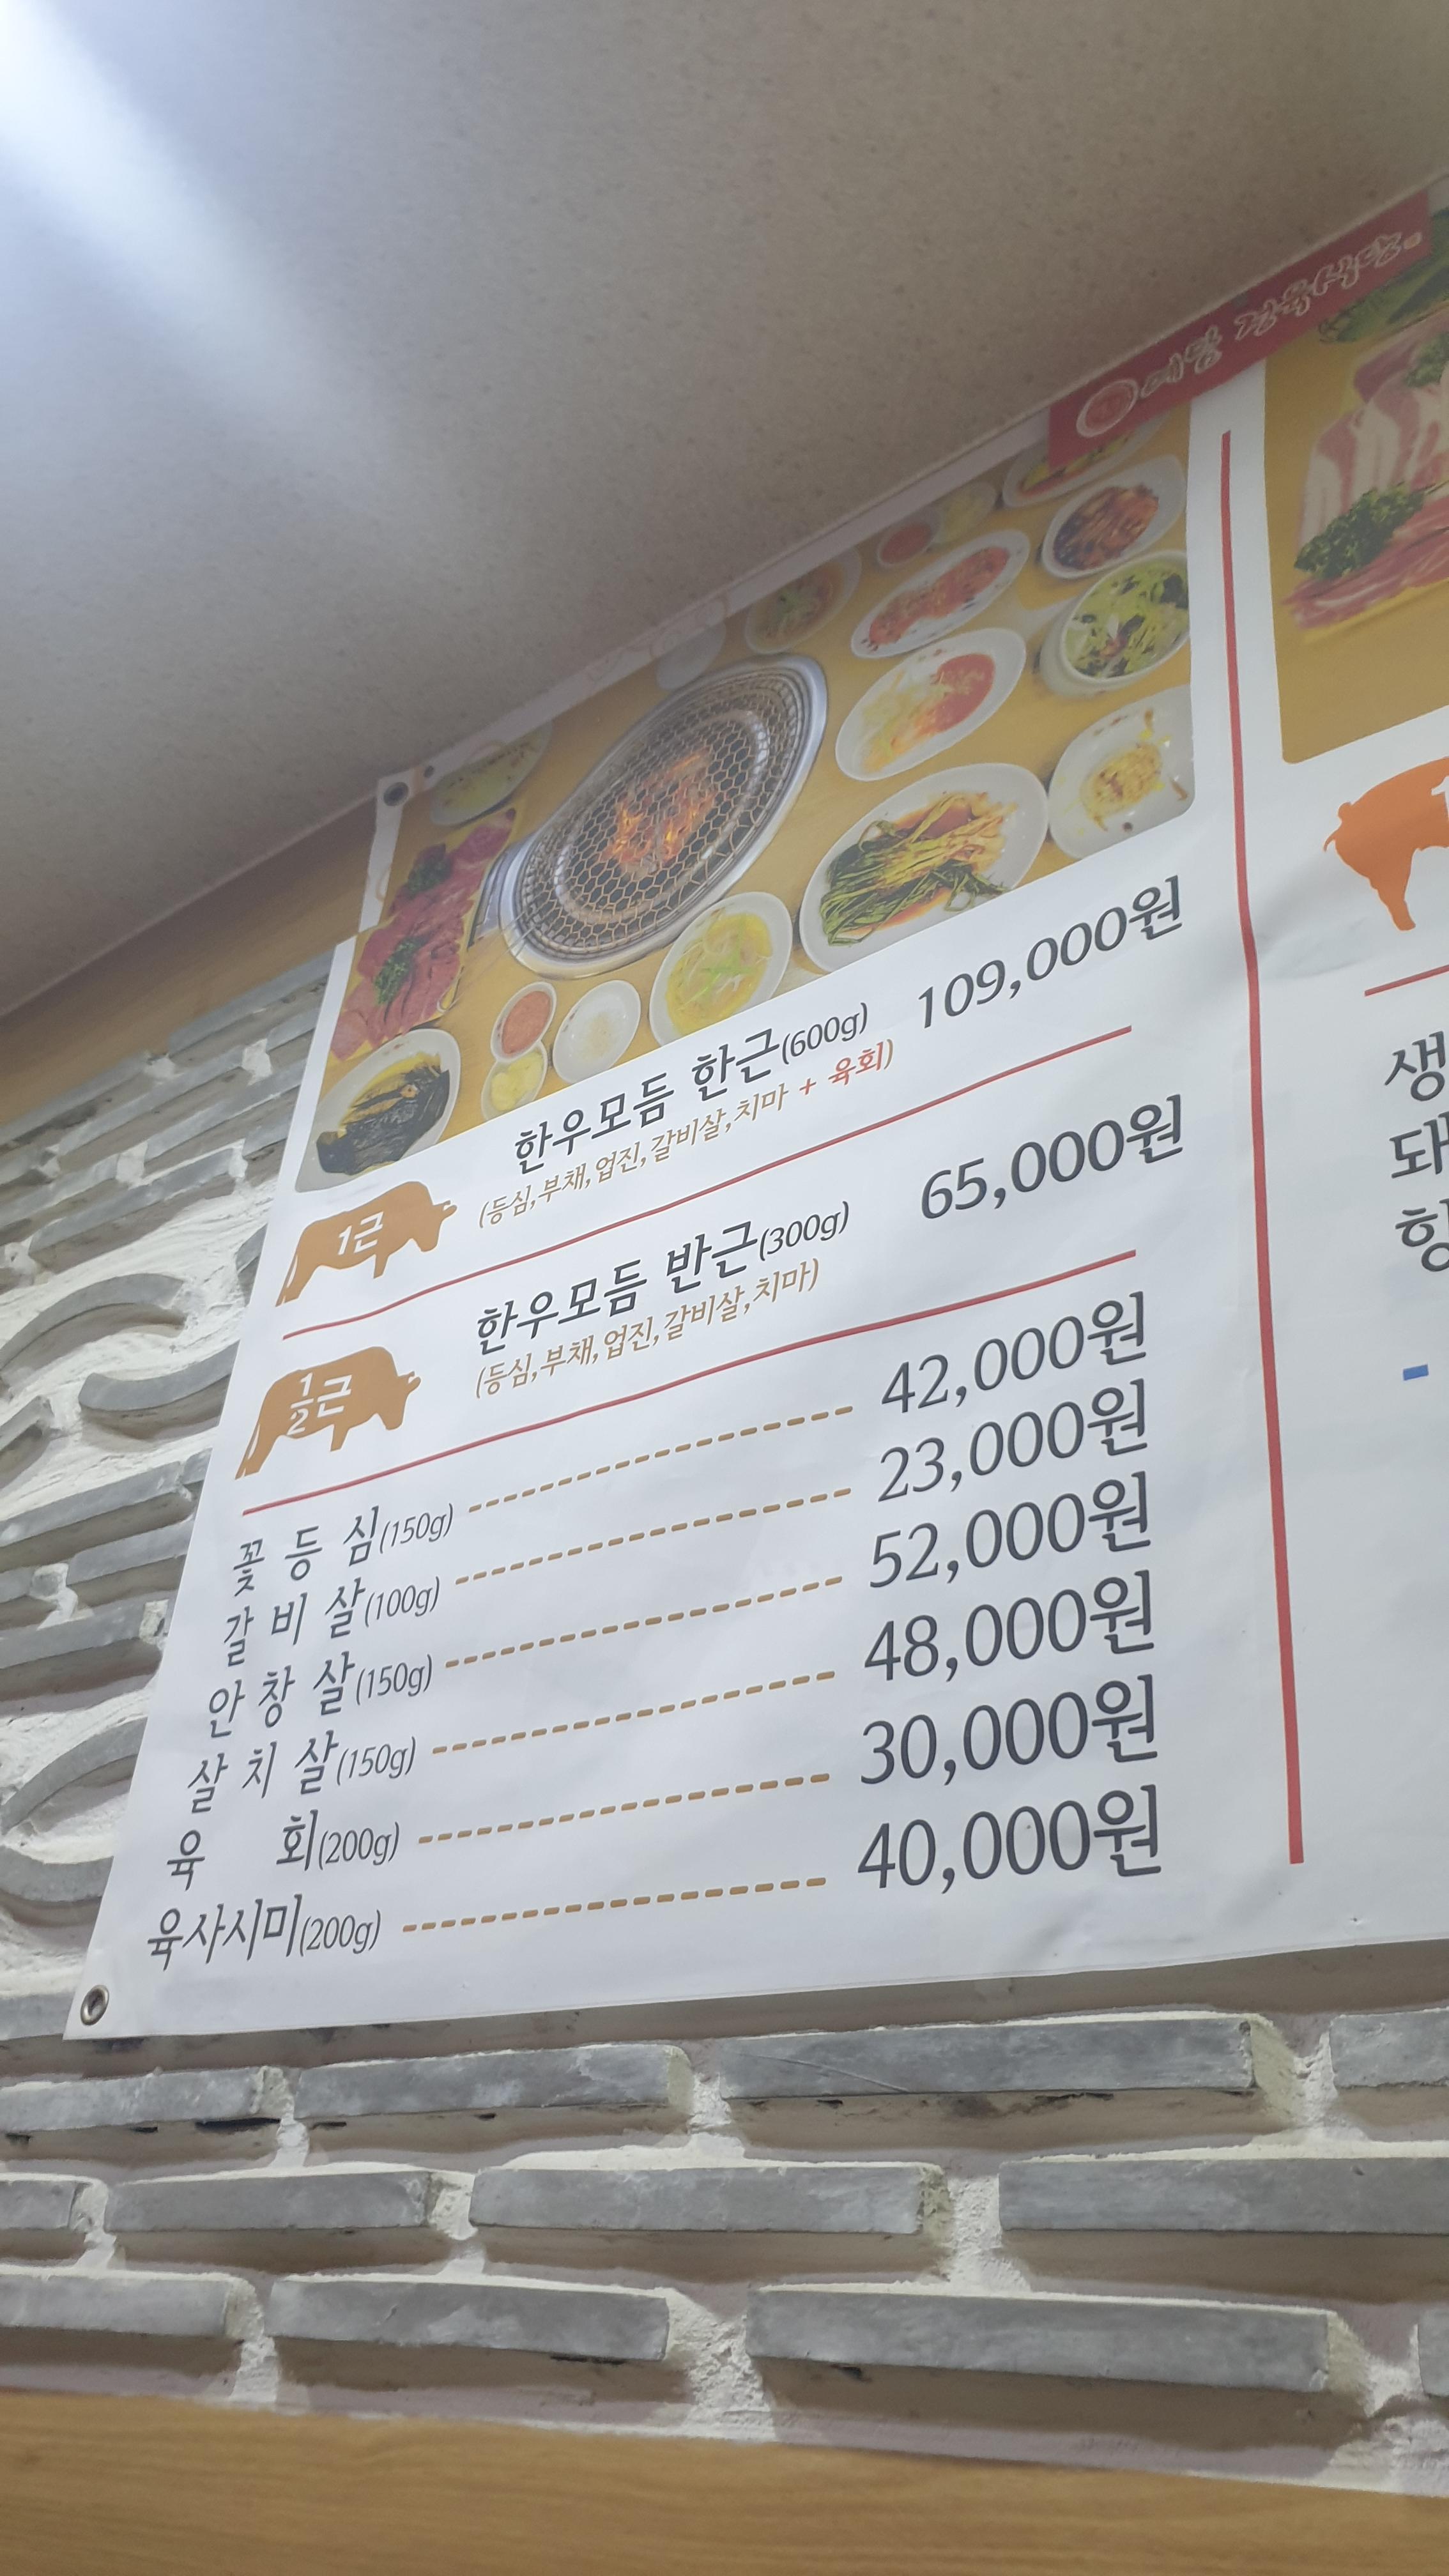 정육식당
한우모듬 한근(600g) 109,000원
(등심,부채,업진,갈비살,치마 + 육회)
1근
한우모듬 반근(300g) 65,000원
(등심,부채,업진,갈비살,치마)
1/2근
꽃등심(150g) 42,000원
갈비살(100g) 23,000원
안창살(150g) 52,000원
살치살(150g) 48,000원
육회(200g) 30,000원
육사시미(200g) 40,000원
생
돼
항